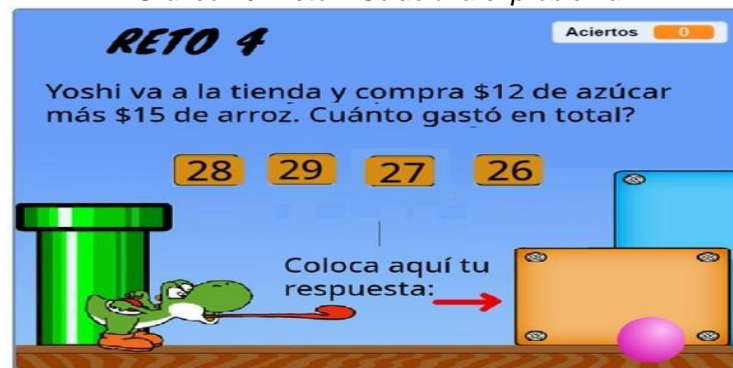 RETO 4
Aciertos 0
Yoshi va a la tienda y compra $12 de azúcar
más $15 de arroz. Cuánto gastó en total?
28 29 27 26
Coloca aquí tu
respuesta: